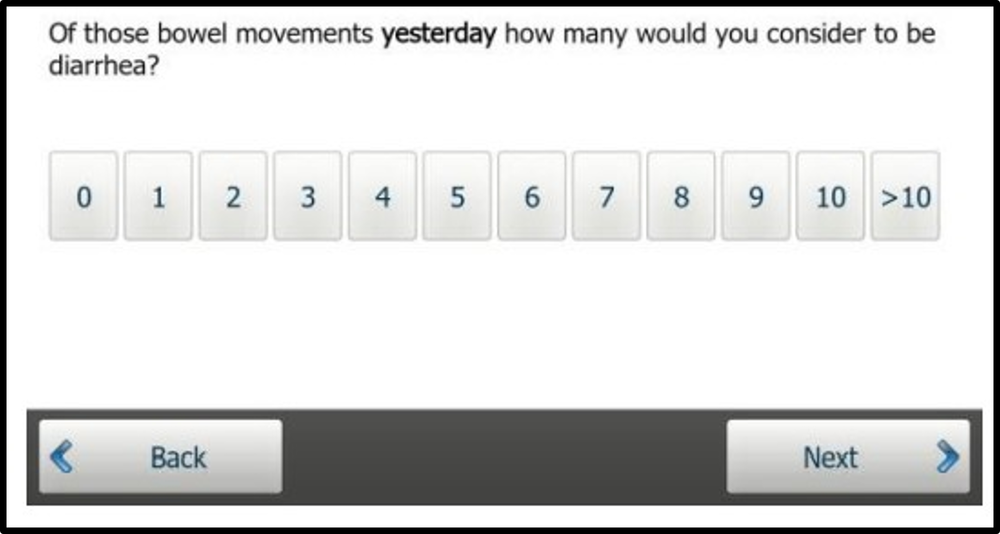 Of those bowel movements yesterday how many would you consider to be
diarrhea?
0 1 2 3 4 5 6 7 8 9 10 >10
Back Next